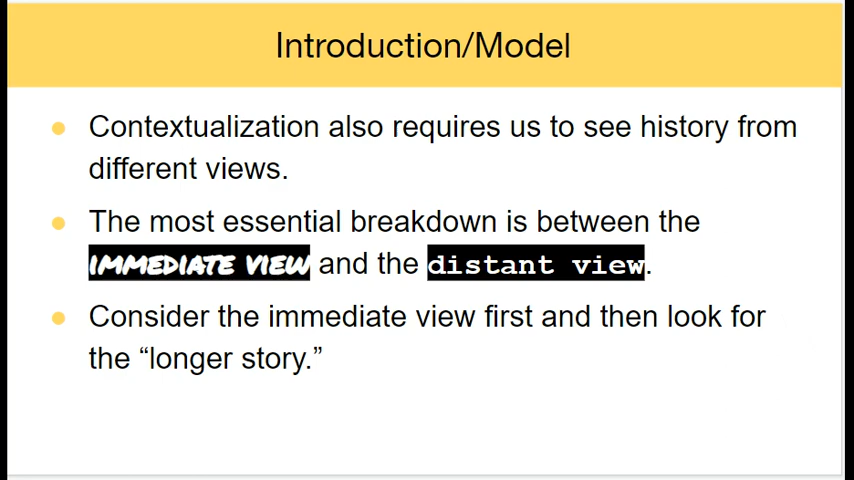 Introduction/Model
Contextualization also requires us to see history from
different views.
The most essential breakdown is between the
IMMEDIATE VIEW and the distant view.
Consider the immediate view first and then look for
the “longer story.”